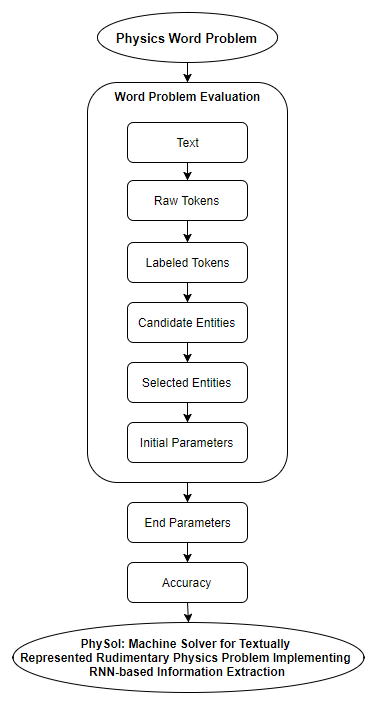 Physics Word Problem
Word Problem Evaluation
Text
Raw Tokens
Labeled Tokens
Candidate Entities
Selected Entities
Initial Parameters
End Parameters
Accuracy
PhySol: Machine Solver for Textually
Represented Rudimentary Physics Problem Implementing
RNN-based Information Extraction